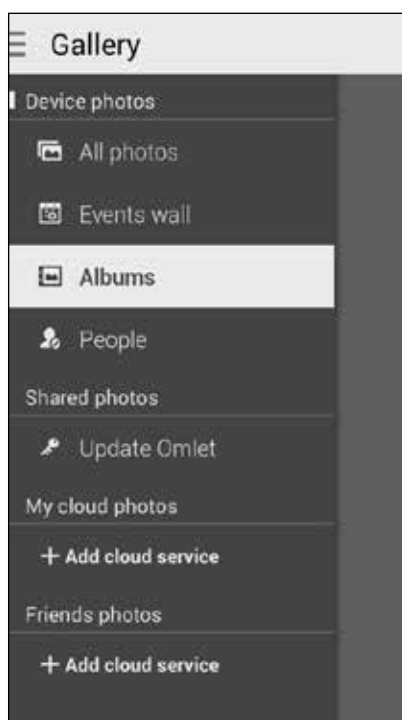 Gallery
Device photos
All photos
Events wall
Albums
People
Shared photos
Update Omlet
My cloud photos
+ Add cloud service
Friends photos
+ Add cloud service